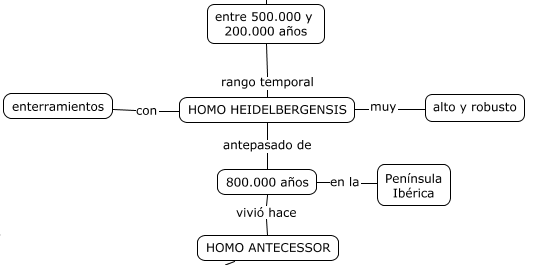 entre 500.000 y
200.000 años
rango temporal
enterramientos
con
HOMO HEIDELBERGENSIS
muy
alto y robusto
antepasado de
800.000 años
en la
Península
Ibérica
vivió hace
HOMO ANTECESSOR